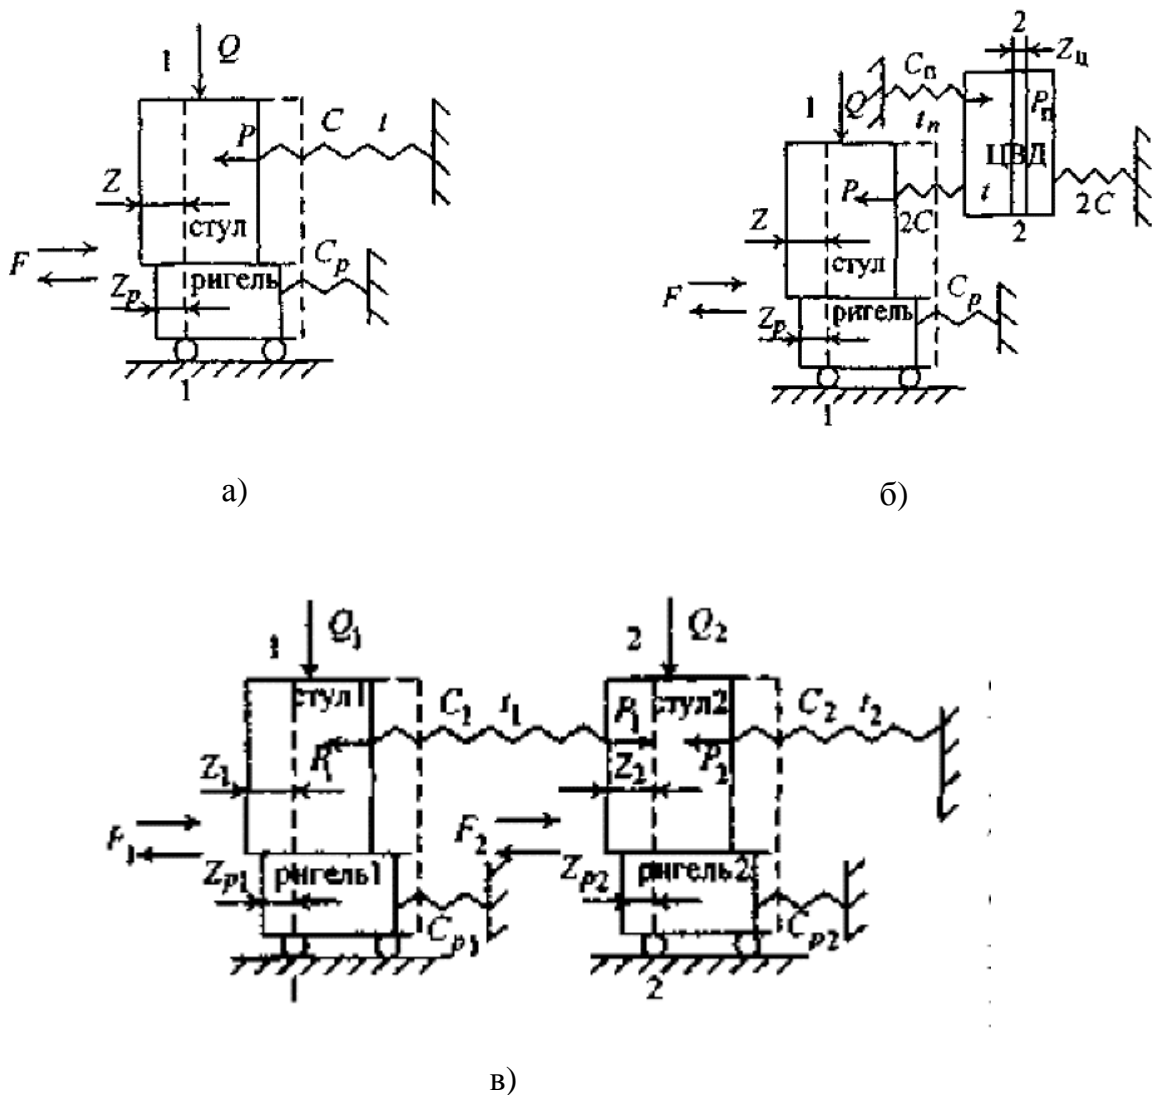 1 Q
P C t
Z
стул
F
C_p
Z_p ригель
1
а)
2
Z_ц
C_п
1 Q
P_п
t_п
ЦВД
P 2C t
2C
Z
2
стул
F
C_p
Z_p ригель
1
б)
1 Q_1
2 Q_2
стул1
стул2
C_1 t_1
P_1
C_2 t_2
P_1
P_2
Z_1
Z_2
F_1
F_2
Z_p1 ригель1
Z_p2 ригель2
C_p1
C_p2
1
2
в)